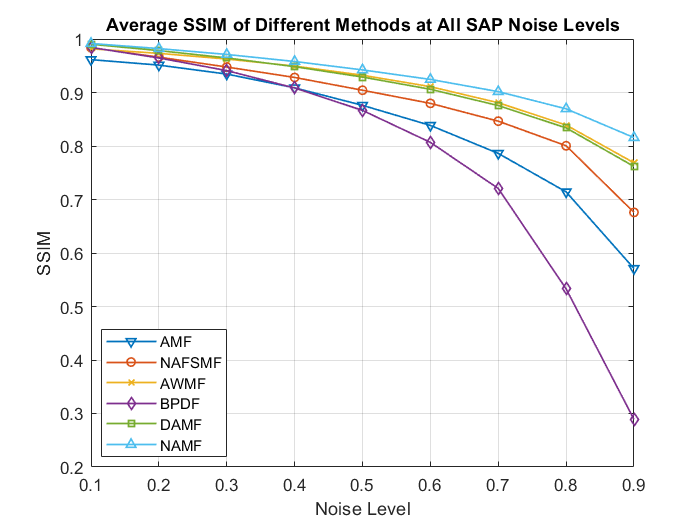 Average SSIM of Different Methods at All SAP Noise Levels
1
0.9
0.8
0.7
0.6
0.5
0.4
0.3
0.2
SSIM
AMF
NAFSMF
AWMF
BPDF
DAMF
NAMF
0.1 0.2 0.3 0.4 0.5 0.6 0.7 0.8 0.9
Noise Level